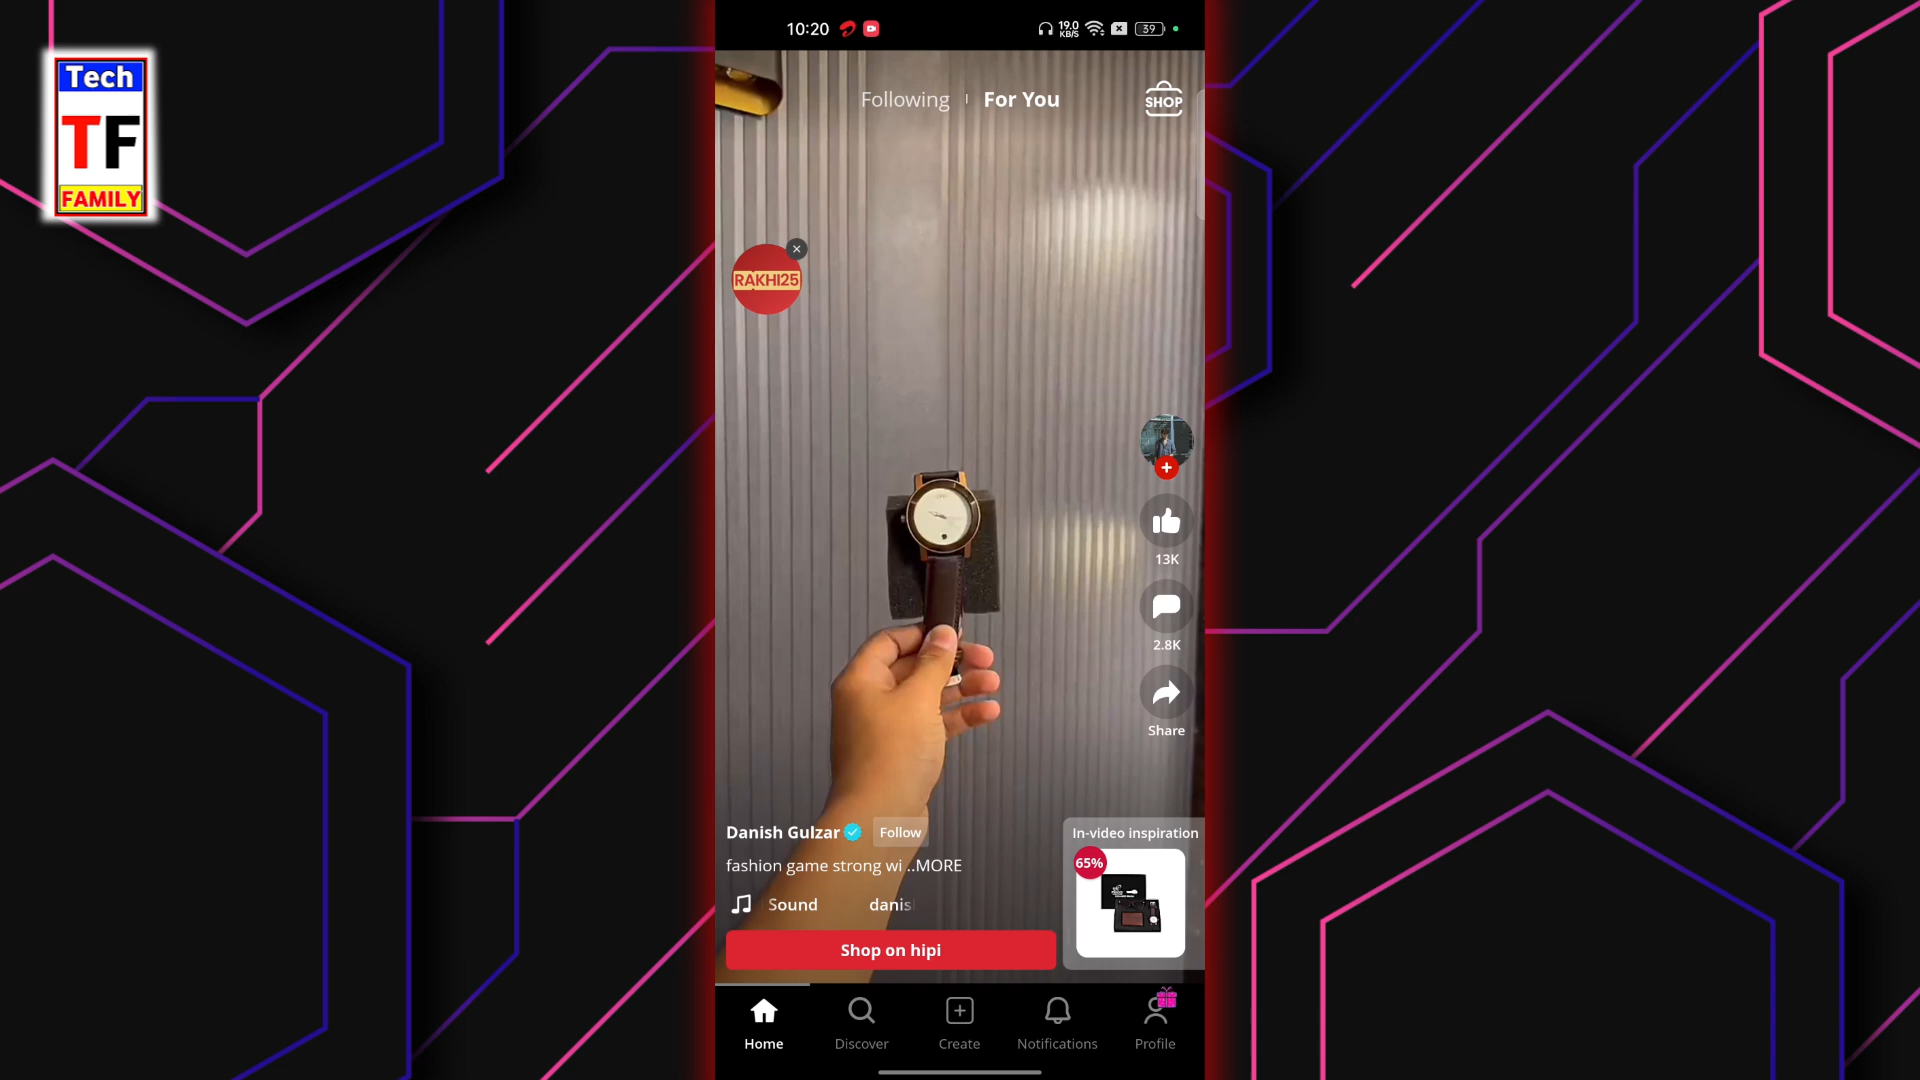 Tech
TF
FAMILY
10:20
19.0
KB/S
39
Following
For You
SHOP
RAKHI25
13K
2.8K
Share
Danish Gulzar
Follow
fashion game strong wi ..MORE
Sound
danis
Shop on hipi
In-video inspiration
65%
Home
Discover
Create
Notifications
Profile